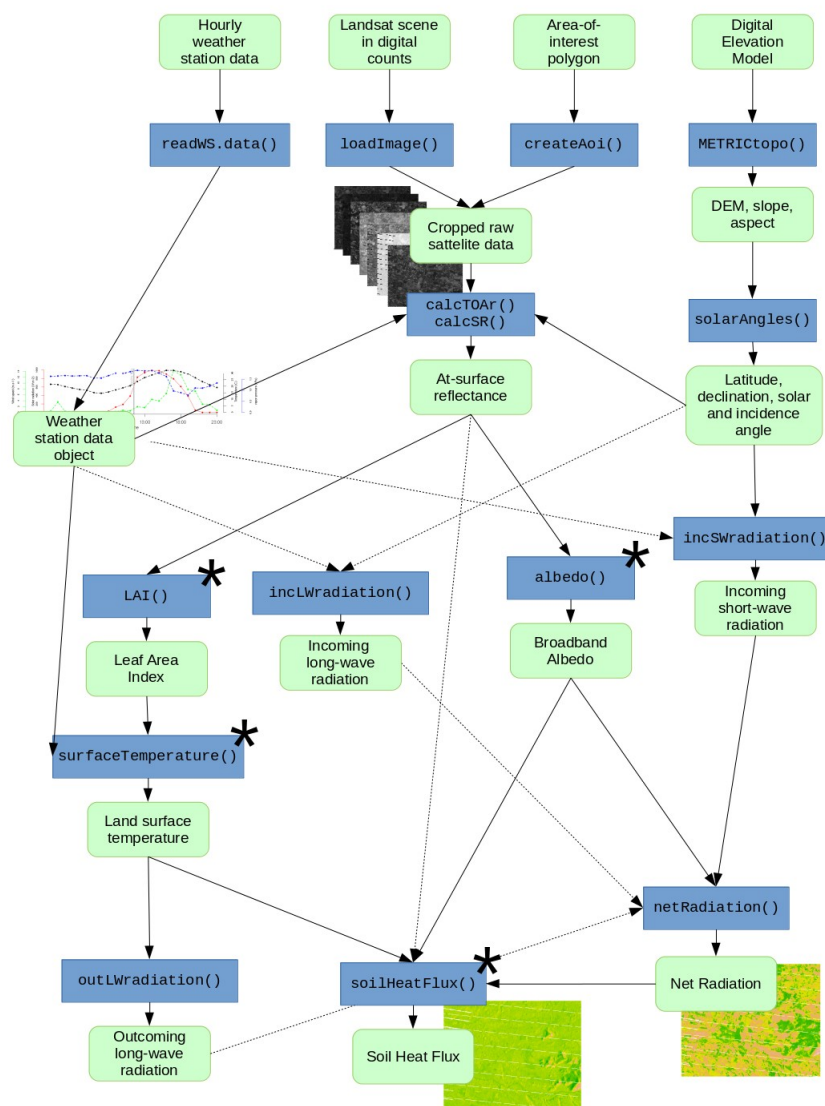 Hourly
weather
station data
Landsat scene
in digital
counts
Area-of-
interest
polygon
Digital
Elevation
Model
readWS.data()
loadImage()
createAoi()
METRICtopo()
DEM, slope,
aspect
Cropped raw
sattelite data
calcTOAr()
calcSR()
solarAngles()
At-surface
reflectance
Latitude,
declination, solar
and incidence
angle
Weather
station data
object
incSWradiation()
LAI()
*
incLWradiation()
albedo()
*
Incoming
short-wave
radiation
Leaf Area
Index
Incoming
long-wave
radiation
Broadband
Albedo
surfaceTemperature()
*
Land surface
temperature
netRadiation()
outLWradiation()
soilHeatFlux()
*
Net Radiation
Outcoming
long-wave
radiation
Soil Heat Flux